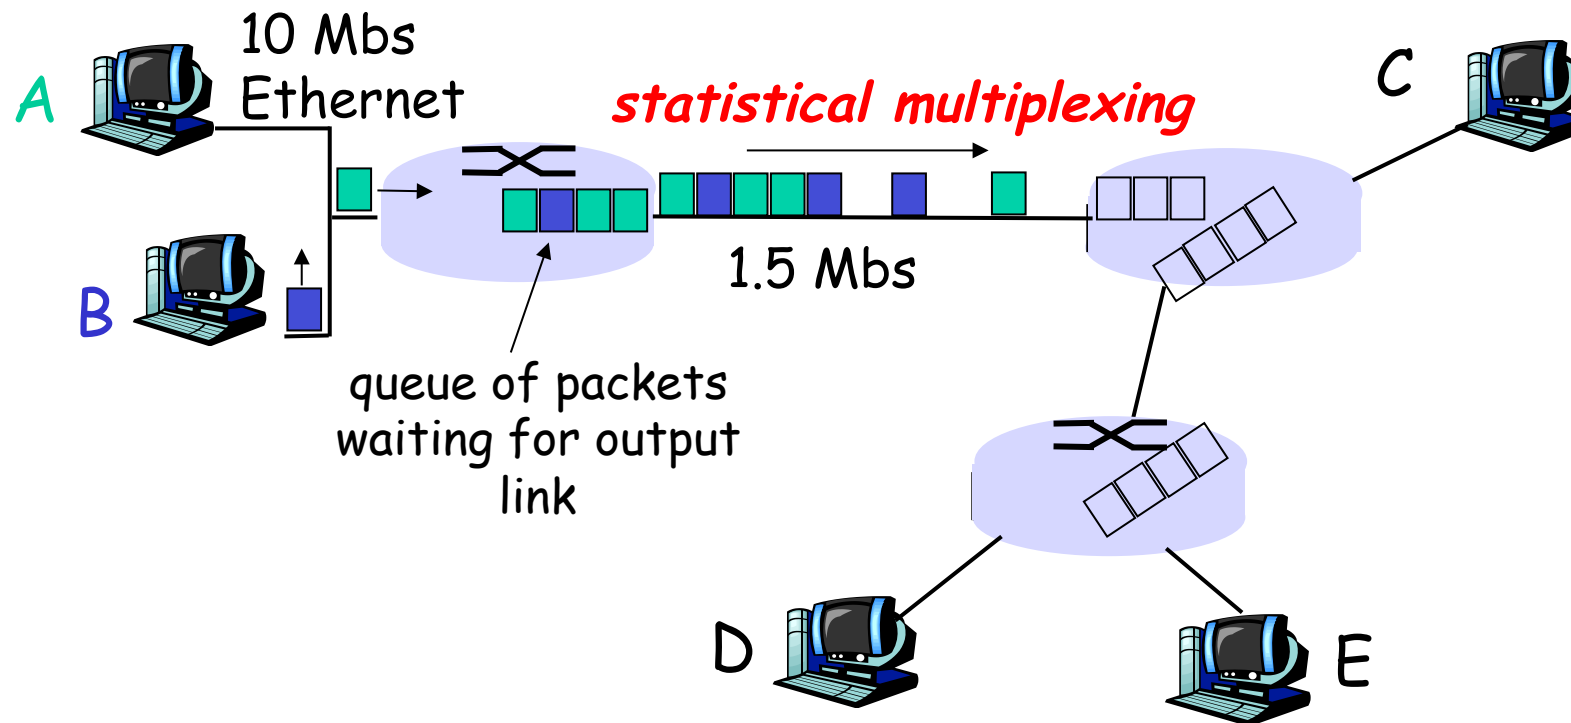 10 Mbs
Ethernet
A
statistical multiplexing
C
B
1.5 Mbs
queue of packets
waiting for output
link
D
E